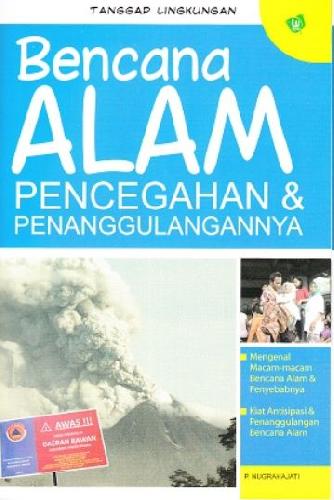 TANGGAP LINGKUNGAN
Bencana
ALAM
PENCEGAHAN &
PENANGGULANGANNYA
Mengenal
Macam-macam
Bencana Alam &
Penyebabnya
Kiat Antisipasi &
Penanggulangan
Bencana Alam
AWAS !!!
DAERAH RAWAN
P. NUGRAHAJATI